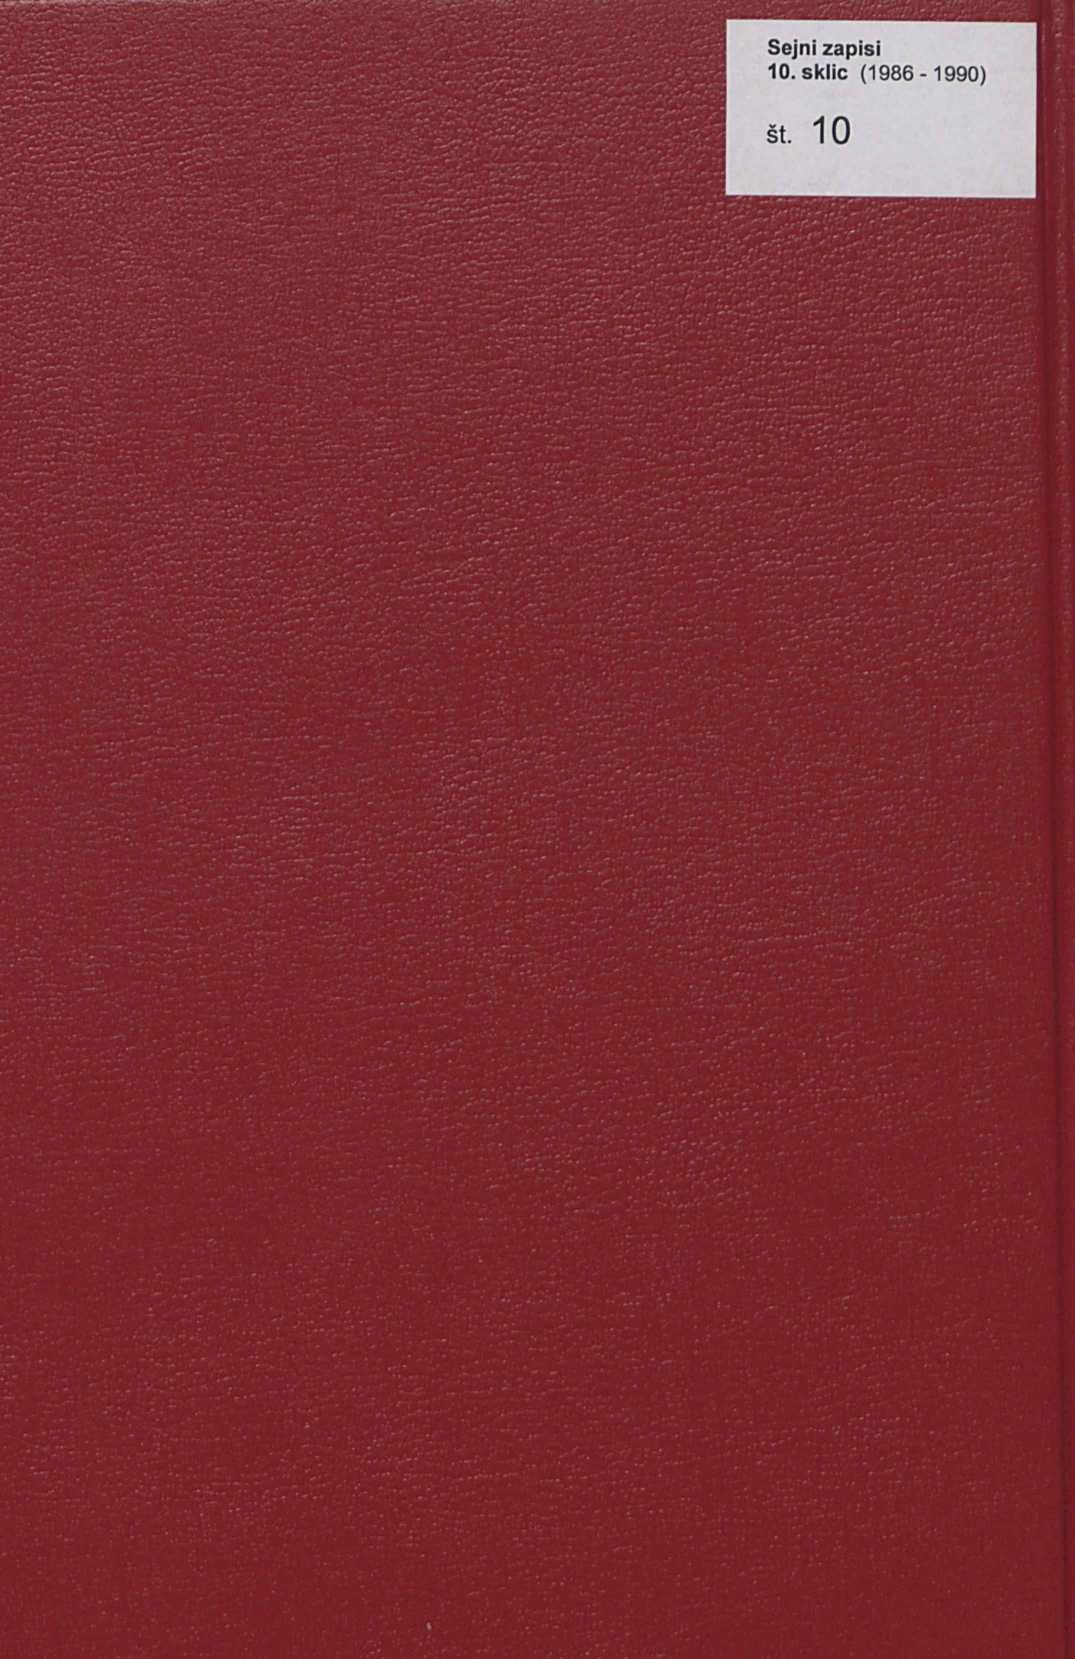 Sejni zapisi
10. sklic (1986 - 1990)
št. 10